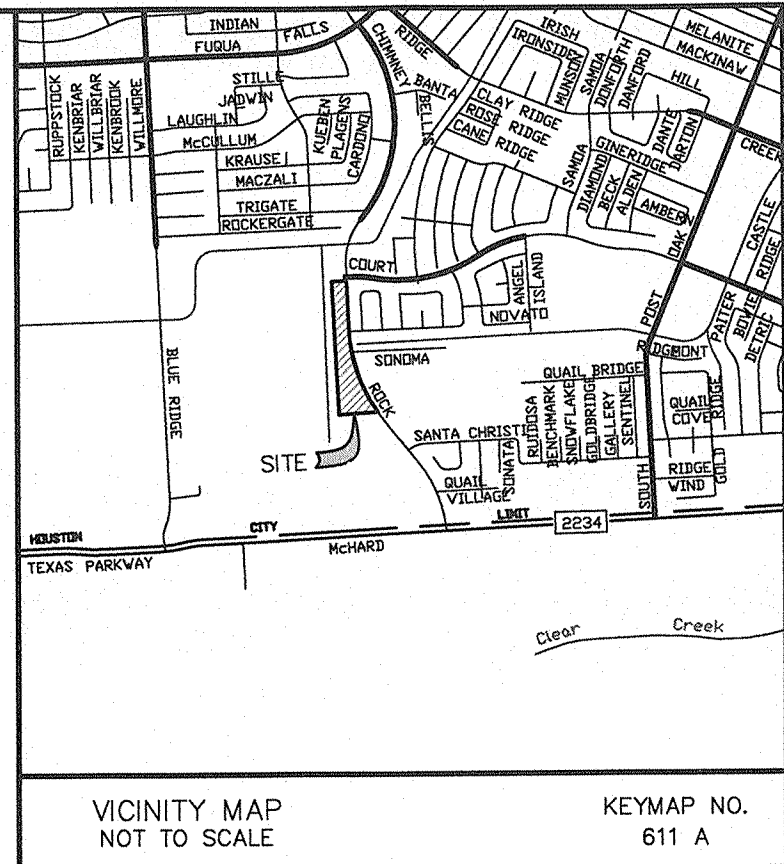 INDIAN
FALLS
FUQUA
CHIMNEY
RIDGE
IRISH
IRONSIDE
MUNSON
SAMOA
DONFORTH
DANFORD
MELANITE
MACKINAW
HILL
RUPPSTOCK
KENBRIAR
WILLBRIAR
KENBROOK
WILLMORE
STILLE
JADWIN
LAUGHLIN
McCULLUM
KUEBEN
PLAGENS
CARDONO
KRAUSE
MACZALI
TRIGATE
ROCKERGATE
BANTA
BELLIS
CLAY RIDGE
ROSE RIDGE
CANE RIDGE
DANTE
DARTON
CREEK
GINERIDGE
SAMOA
DIAMOND
BECK
ALDEN
AMBERN
CASTLE
RIDGE
OAK
COURT
ANGEL
ISLAND
NOVATO
POST
PAITER
BOWIE
DETRIC
BLUE RIDGE
SONOMA
RIDGMONT
ROCK
QUAIL BRIDGE
RUIDOSA
BENCHMARK
SNOWFLAKE
GOLDBRIDGE
GALLERY
SENTINEL
QUAIL
COVE
RIDGE
GOLD
SANTA CHRISTI
SONATA
SITE
QUAIL
VILLAGE
RIDGE
WIND
SOUTH
HOUSTON
CITY
LIMIT
2234
TEXAS PARKWAY
McHARD
Clear Creek
VICINITY MAP
NOT TO SCALE
KEYMAP NO.
611 A